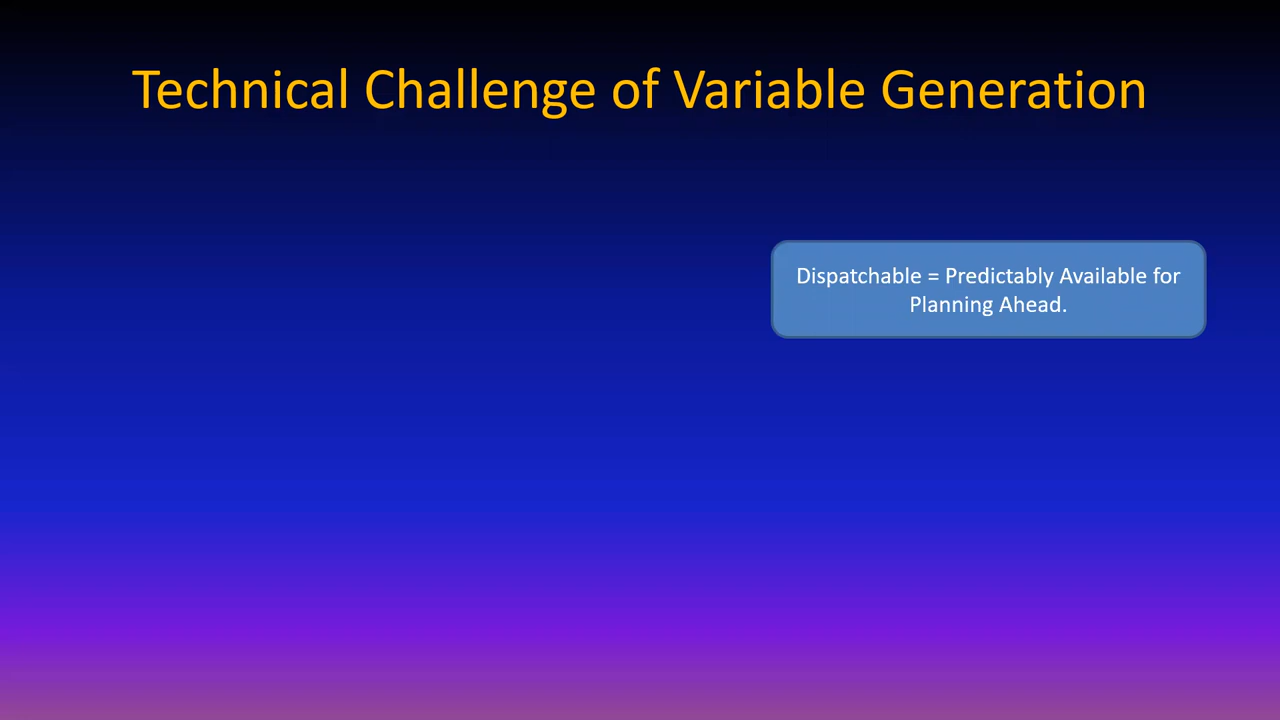 Technical Challenge of Variable Generation
Dispatchable = Predictably Available for
Planning Ahead.